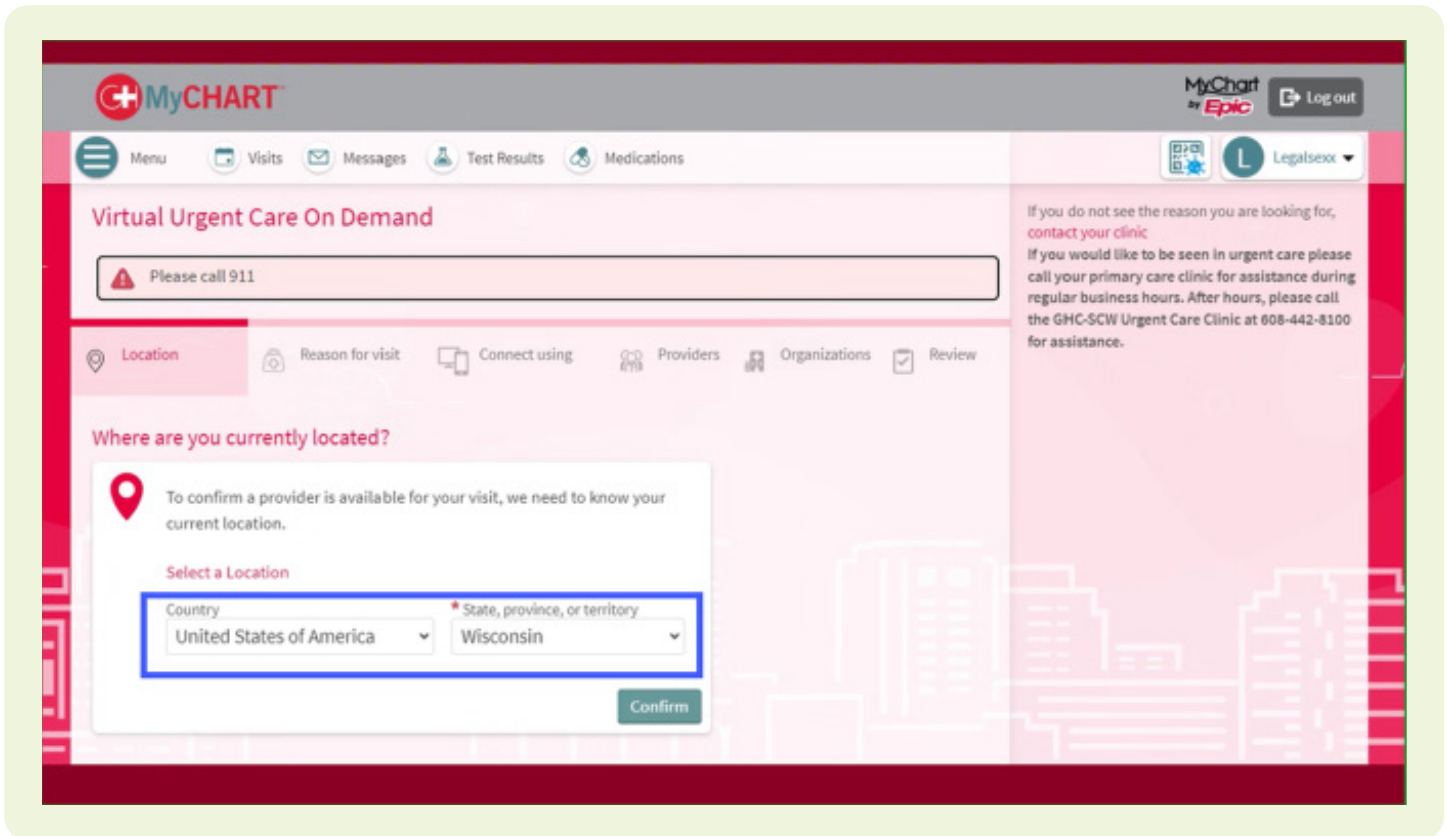 MyCHART
MyChart
by Epic
Log out
Menu
Visits
Messages
Test Results
Medications
L
Legalsexx
Virtual Urgent Care On Demand
Please call 911
If you do not see the reason you are looking for,
contact your clinic
If you would like to be seen in urgent care please
call your primary care clinic for assistance during
regular business hours. After hours, please call
the GHC-SCW Urgent Care Clinic at 608-442-8100
for assistance.
Location
Reason for visit
Connect using
Providers
Organizations
Review
Where are you currently located?
To confirm a provider is available for your visit, we need to know your
current location.
Select a Location
Country
* State, province, or territory
United States of America
Wisconsin
Confirm